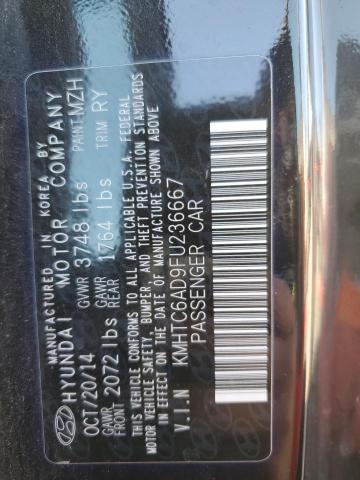 MANUFACTURED IN KOREA BY
HYUNDAI MOTOR COMPANY
OCT/20/14 GVWR 3748 lbs PAINT:MZH
GAWR FRONT 2072 lbs GAWR REAR 1764 lbs TRIM RY
THIS VEHICLE CONFORMS TO ALL APPLICABLE U.S.A. FEDERAL
MOTOR VEHICLE SAFETY, BUMPER, AND THEFT PREVENTION STANDARDS
IN EFFECT ON THE DATE OF MANUFACTURE SHOWN ABOVE
V.I.N KMHTC6AD9FU236667
PASSENGER CAR